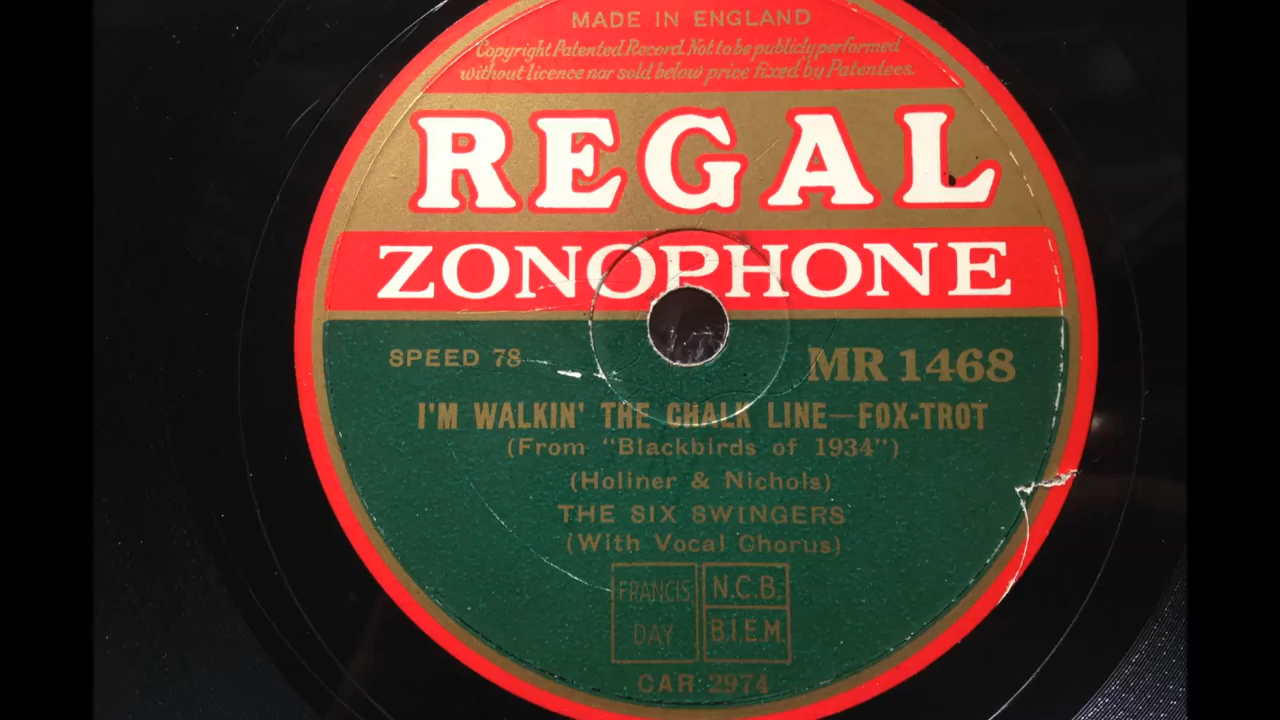 MADE IN ENGLAND
Copyright Patented Record. Not to be publicly performed
without licence nor sold below price fixed by Patentees.
REGAL
ZONOPHONE
SPEED 78 MR 1468
I'M WALKIN' THE CHALK LINE—FOX-TROT
(From "Blackbirds of 1934")
(Holiner & Nichols)
THE SIX SWINGERS
(With Vocal Chorus)
FRANCIS N.C.B.
DAY B.I.E.M.
CAR 2974